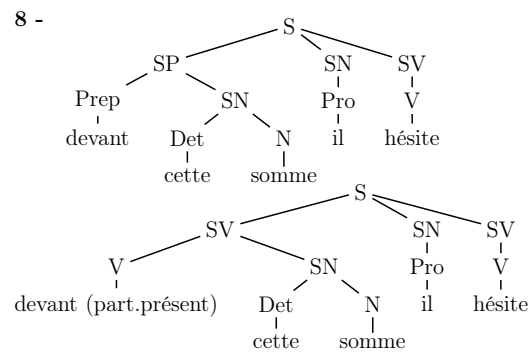 8 -
S
SP SN SV
Prep SN Pro V
devant Det N il hésite
cette somme
S
SV SN SV
V SN Pro V
devant (part.présent) Det N il hésite
cette somme